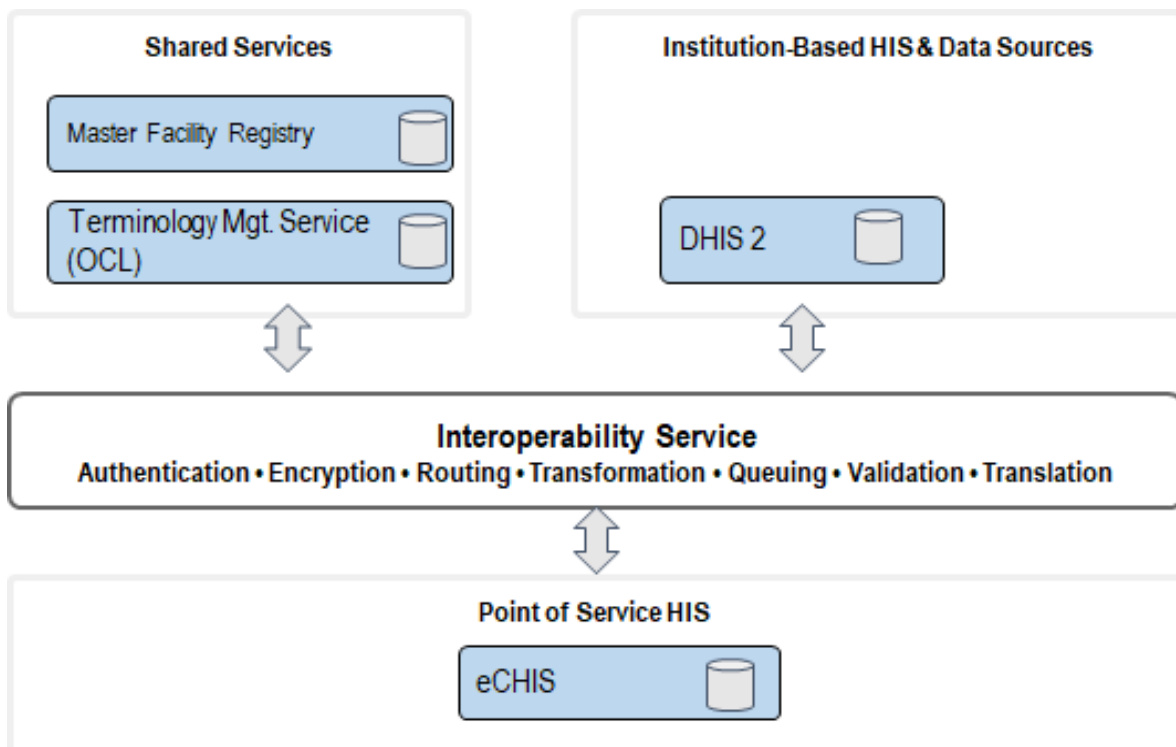 Shared Services
Master Facility Registry
Terminology Mgt. Service
(OCL)
Institution-Based HIS & Data Sources
DHIS 2
Interoperability Service
Authentication • Encryption • Routing • Transformation • Queuing • Validation • Translation
Point of Service HIS
eCHIS